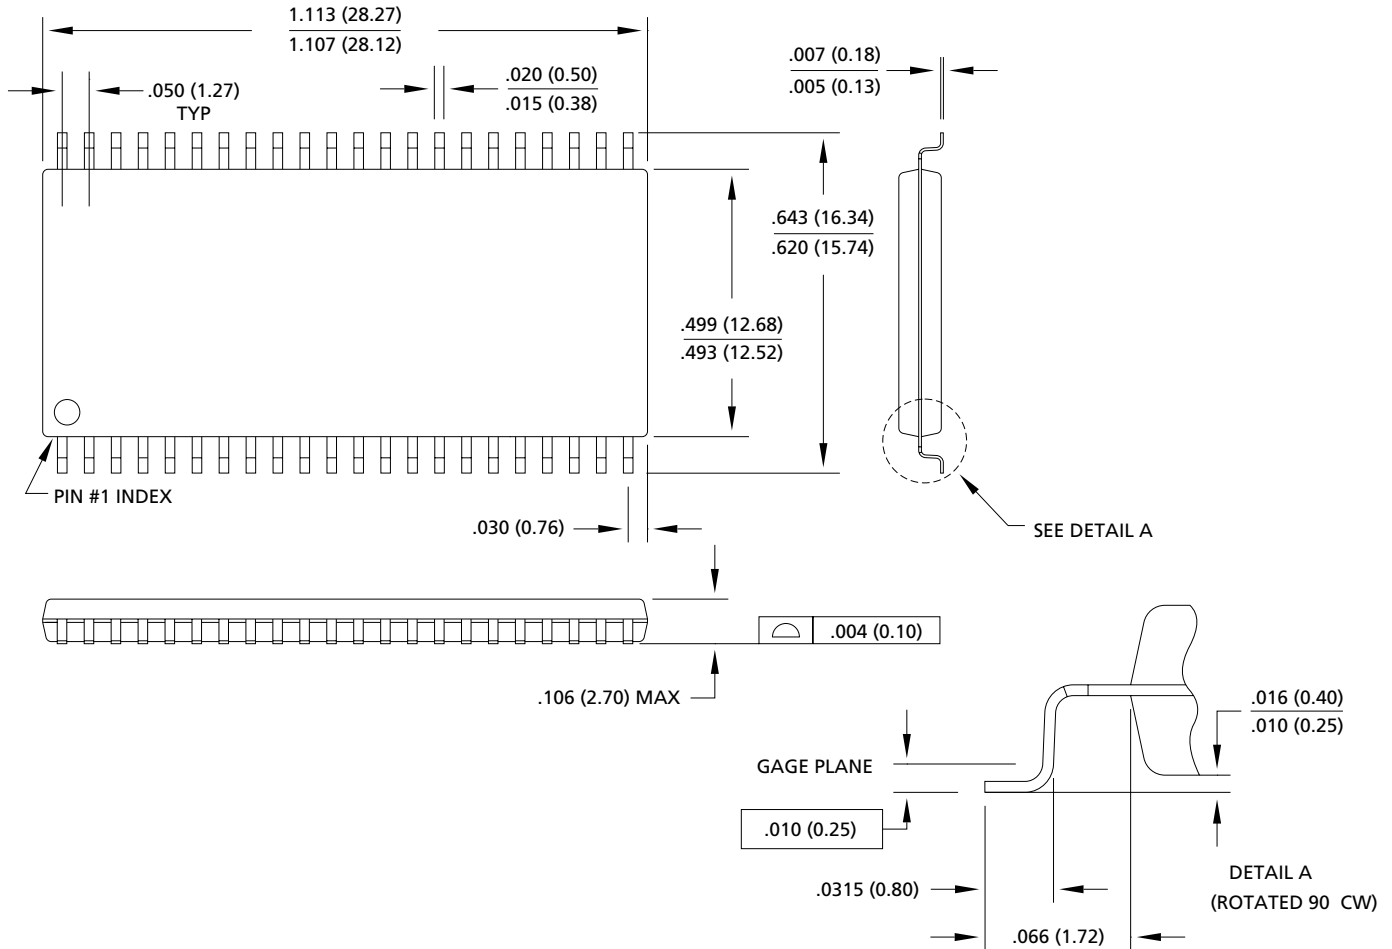 1.113 (28.27)
1.107 (28.12)
.007 (0.18)
.005 (0.13)
.050 (1.27)
TYP
.020 (0.50)
.015 (0.38)
.643 (16.34)
.620 (15.74)
.499 (12.68)
.493 (12.52)
PIN #1 INDEX
.030 (0.76)
SEE DETAIL A
.004 (0.10)
.106 (2.70) MAX
.016 (0.40)
.010 (0.25)
GAGE PLANE
.010 (0.25)
DETAIL A
(ROTATED 90 CW)
.0315 (0.80)
.066 (1.72)